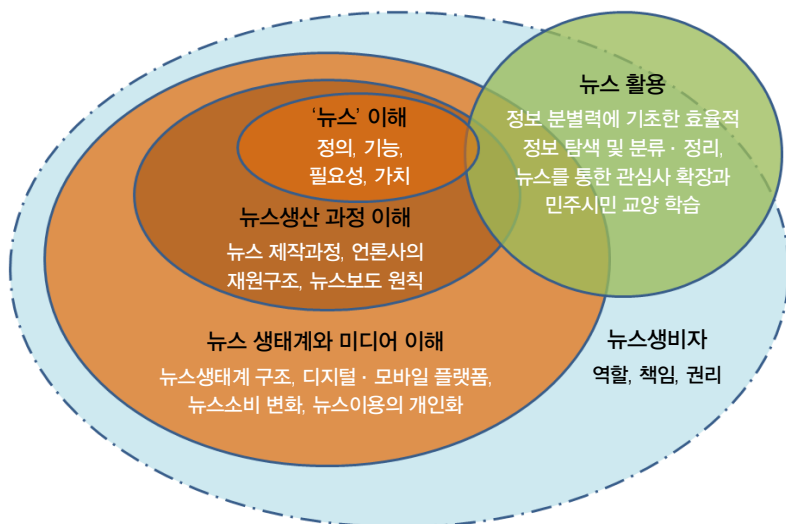 뉴스 활용
정보 분별력에 기초한 효율적
정보 탐색 및 분류 · 정리,
뉴스를 통한 관심사 확장과
민주시민 교양 학습
‘뉴스’ 이해
정의, 기능,
필요성, 가치
뉴스생산 과정 이해
뉴스 제작과정, 언론사의
재원구조, 뉴스보도 원칙
뉴스 생태계와 미디어 이해
뉴스생태계 구조, 디지털 · 모바일 플랫폼,
뉴스소비 변화, 뉴스이용의 개인화
뉴스생비자
역할, 책임, 권리